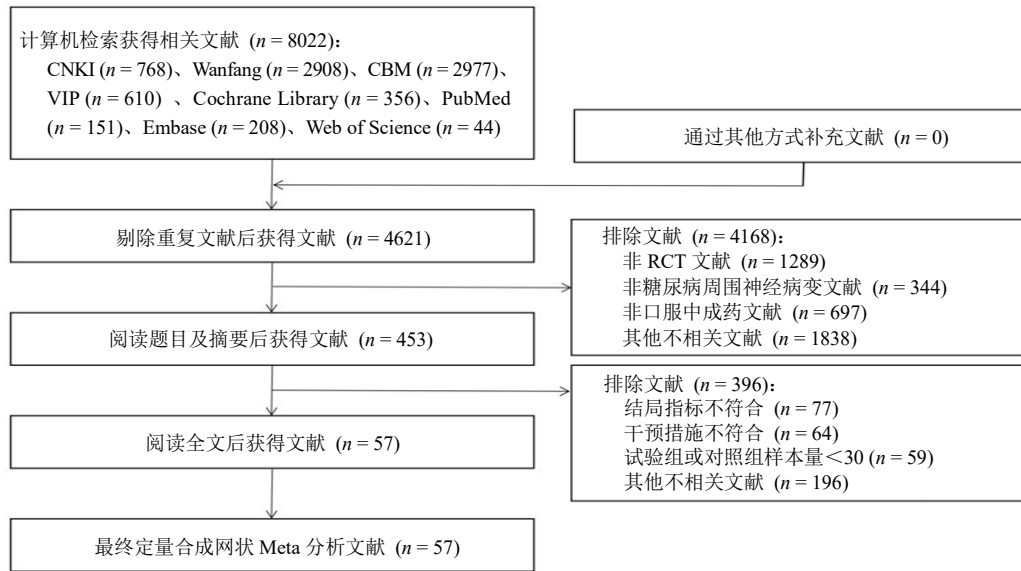 计算机检索获得相关文献 (n = 8022)：
CNKI (n = 768)、Wanfang (n = 2908)、CBM (n = 2977)、
VIP (n = 610) 、Cochrane Library (n = 356)、PubMed
(n = 151)、Embase (n = 208)、Web of Science (n = 44)
通过其他方式补充文献 (n = 0)
剔除重复文献后获得文献 (n = 4621)
排除文献 (n = 4168)：
非 RCT 文献 (n = 1289)
非糖尿病周围神经病变文献 (n = 344)
非口服中成药文献 (n = 697)
其他不相关文献 (n = 1838)
阅读题目及摘要后获得文献 (n = 453)
排除文献 (n = 396)：
结局指标不符合 (n = 77)
干预措施不符合 (n = 64)
试验组或对照组样本量＜30 (n = 59)
其他不相关文献 (n = 196)
阅读全文后获得文献 (n = 57)
最终定量合成网状 Meta 分析文献 (n = 57)